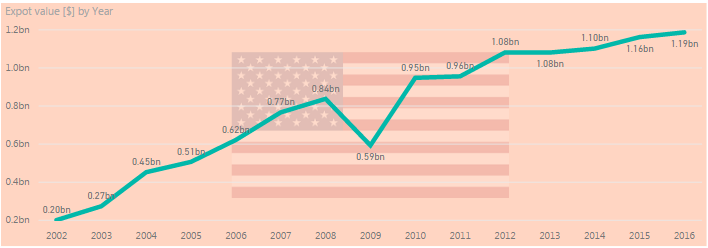 Expot value [$] by Year
1.2bn
1.0bn
0.8bn
0.6bn
0.4bn
0.2bn
0.20bn
0.27bn
0.45bn
0.51bn
0.62bn
0.77bn
0.84bn
0.59bn
0.95bn
0.96bn
1.08bn
1.08bn
1.10bn
1.16bn
1.19bn
2002 2003 2004 2005 2006 2007 2008 2009 2010 2011 2012 2013 2014 2015 2016